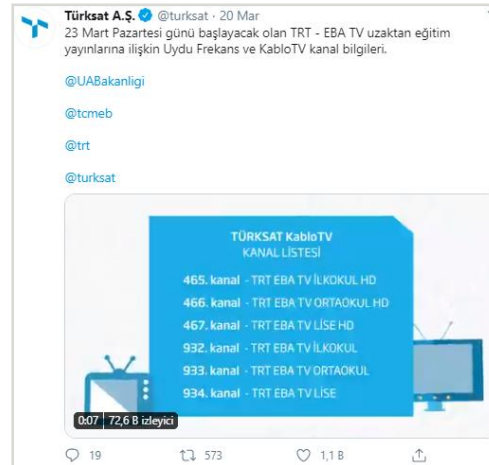 Türksat A.Ş. @turksat · 20 Mar
23 Mart Pazartesi günü başlayacak olan TRT - EBA TV uzaktan eğitim
yayınlarına ilişkin Uydu Frekans ve KabloTV kanal bilgileri.
@UABakanligi
@tcmeb
@trt
@turksat
TÜRKSAT KabloTV
KANAL LİSTESİ
465. kanal - TRT EBA TV İLKOKUL HD
466. kanal - TRT EBA TV ORTAOKUL HD
467. kanal - TRT EBA TV LİSE HD
932. kanal - TRT EBA TV İLKOKUL
933. kanal - TRT EBA TV ORTAOKUL
934. kanal - TRT EBA TV LİSE
0:07 72,6 B izleyici
19 573 1,1 B